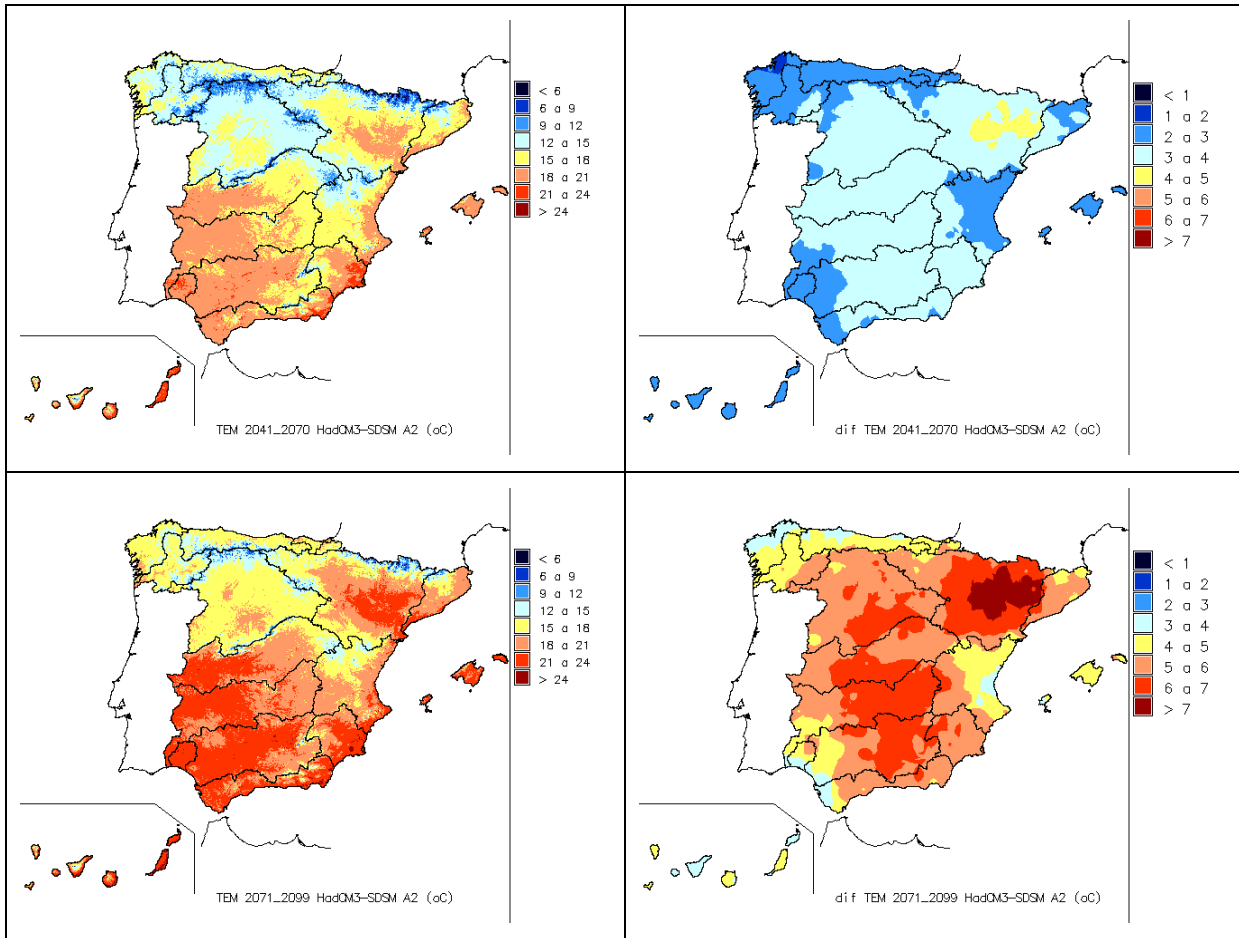 < 6
6 a 9
9 a 12
12 a 15
15 a 18
18 a 21
21 a 24
> 24
TEM 2041_2070 HadCM3-SDSM A2 (oC)
< 1
1 a 2
2 a 3
3 a 4
4 a 5
5 a 6
6 a 7
> 7
dif TEM 2041_2070 HadCM3-SDSM A2 (oC)
< 6
6 a 9
9 a 12
12 a 15
15 a 18
18 a 21
21 a 24
> 24
TEM 2071_2099 HadCM3-SDSM A2 (oC)
< 1
1 a 2
2 a 3
3 a 4
4 a 5
5 a 6
6 a 7
> 7
dif TEM 2071_2099 HadCM3-SDSM A2 (oC)